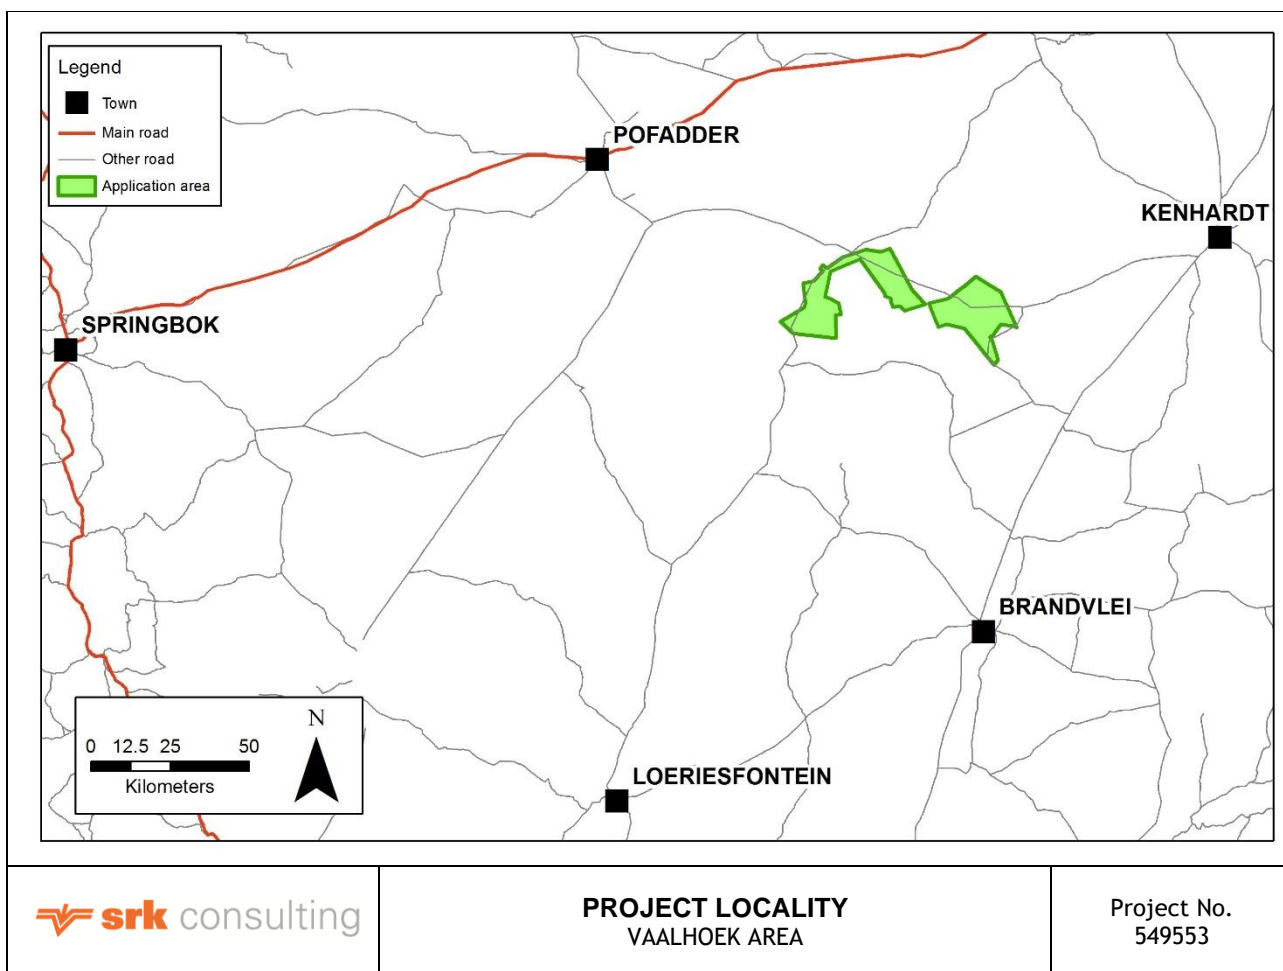 Legend
Town
Main road
Other road
Application area
POFADDER
KENHARDT
SPRINGBOK
BRANDVLEI
LOERIESFONTEIN
N
0 12.5 25 50
Kilometers
srk consulting
PROJECT LOCALITY
VAALHOEK AREA
Project No.
549553